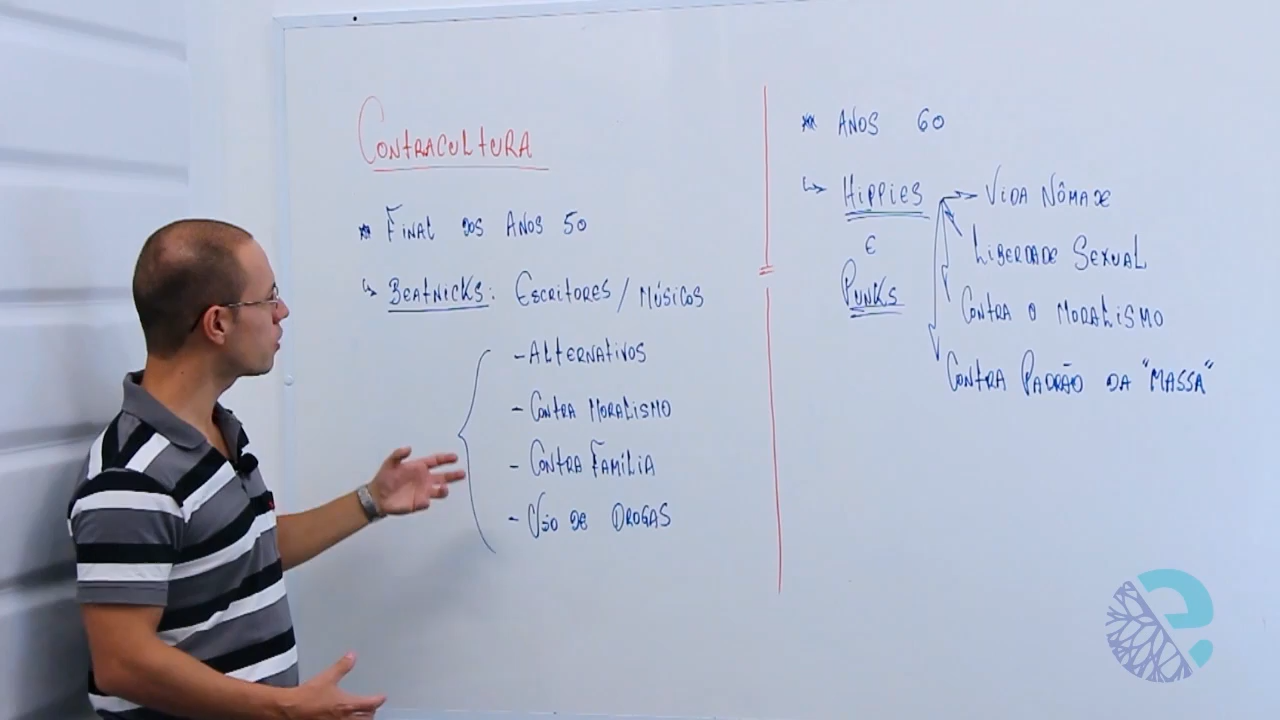 CONTRACULTURA
* FINAL DOS ANOS 50
↳ BEATNICKS: ESCRITORES / MÚSICOS
- ALTERNATIVOS
- CONTRA MORALISMO
- CONTRA FAMÍLIA
- USO DE DROGAS
* ANOS 60
↳ HIPPIES → VIDA NÔMADE
E
PUNKS
LIBERDADE SEXUAL
CONTRA O MORALISMO
CONTRA PADRÃO DA "MASSA"